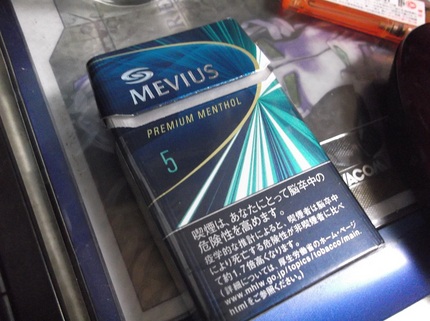 MEVIUS
PREMIUM MENTHOL
5
喫煙は、あなたにとって脳卒中の
危険性を高めます。
疫学的な推計によると、喫煙者は脳卒中
により死亡する危険性が非喫煙者に比べ
て約1.7倍高くなります。
(詳細については、厚生労働省のホーム・ページ
www.mhlw.go.jp/topics/tobacco/main.
htmlをご参照ください。)